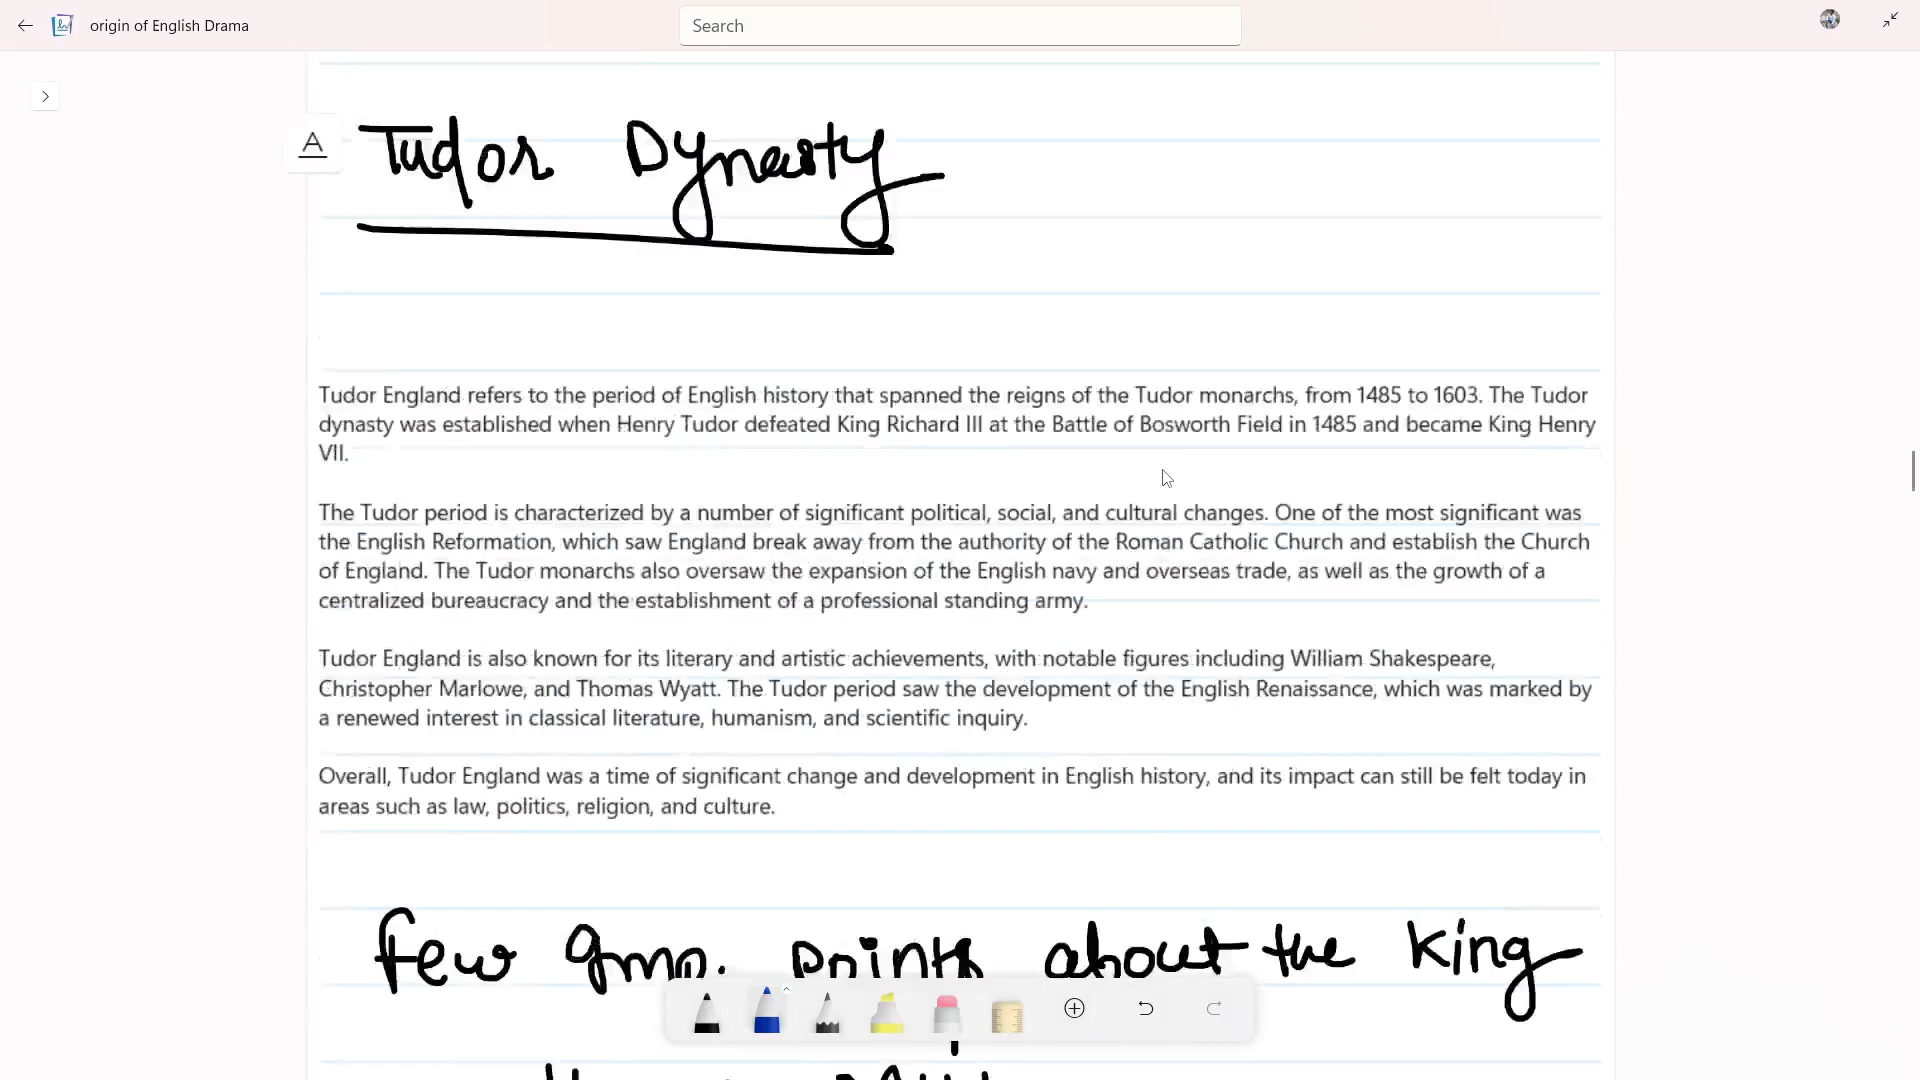 origin of English Drama
Search
A
Tudor Dynasty
Tudor England refers to the period of English history that spanned the reigns of the Tudor monarchs, from 1485 to 1603. The Tudor
dynasty was established when Henry Tudor defeated King Richard III at the Battle of Bosworth Field in 1485 and became King Henry
VII.
The Tudor period is characterized by a number of significant political, social, and cultural changes. One of the most significant was
the English Reformation, which saw England break away from the authority of the Roman Catholic Church and establish the Church
of England. The Tudor monarchs also oversaw the expansion of the English navy and overseas trade, as well as the growth of a
centralized bureaucracy and the establishment of a professional standing army.
Tudor England is also known for its literary and artistic achievements, with notable figures including William Shakespeare,
Christopher Marlowe, and Thomas Wyatt. The Tudor period saw the development of the English Renaissance, which was marked by
a renewed interest in classical literature, humanism, and scientific inquiry.
Overall, Tudor England was a time of significant change and development in English history, and its impact can still be felt today in
areas such as law, politics, religion, and culture.
few Imp. points about the King